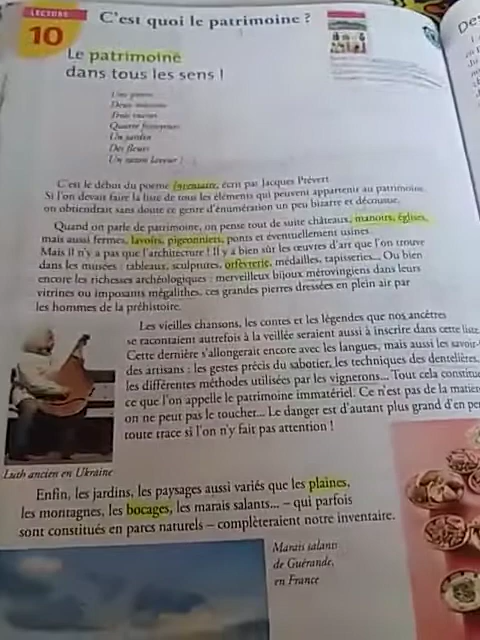 LECTURE
10
C'est quoi le patrimoine ?
Le patrimoine
dans tous les sens !
Une pierre
Deux maisons
Trois ruines
Quatre fossoyeurs
Un jardin
Des fleurs
Un raton laveur !
C'est le début du poème Inventaire, écrit par Jacques Prévert.
Si l'on devait faire la liste de tous les éléments qui peuvent appartenir au patrimoine,
on obtiendrait sans doute ce genre d'énumération un peu bizarre et décousue.
Quand on parle de patrimoine, on pense tout de suite châteaux, manoirs, églises,
mais aussi fermes, lavoirs, pigeonniers, ponts et éventuellement usines.
Mais il n'y a pas que l'architecture ! Il y a bien sûr les œuvres d'art que l'on trouve
dans les musées : tableaux, sculptures, orfèvrerie, médailles, tapisseries... Ou bien
encore les richesses archéologiques : merveilleux bijoux mérovingiens dans leurs
vitrines ou imposants mégalithes, ces grandes pierres dressées en plein air par
les hommes de la préhistoire.
Les vieilles chansons, les contes et les légendes que nos ancêtres
se racontaient autrefois à la veillée seraient aussi à inscrire dans cette liste.
Cette dernière s'allongerait encore avec les langues, mais aussi les savoir-
des artisans : les gestes précis du sabotier, les techniques des dentelières,
les différentes méthodes utilisées par les vignerons... Tout cela constitue
ce que l'on appelle le patrimoine immatériel. Ce n'est pas de la matière
on ne peut pas le toucher... Le danger est d'autant plus grand d'en per
toute trace si l'on n'y fait pas attention !
Luth ancien en Ukraine
Enfin, les jardins, les paysages aussi variés que les plaines,
les montagnes, les bocages, les marais salants... – qui parfois
sont constitués en parcs naturels – complèteraient notre inventaire.
Marais salants
de Guérande,
en France